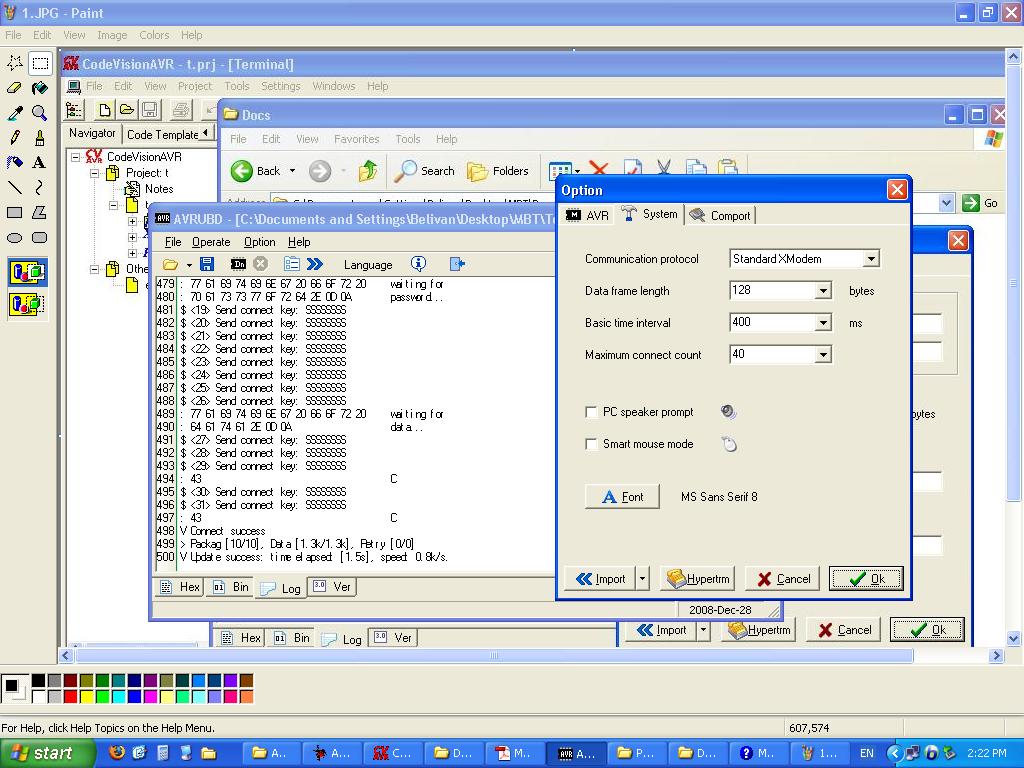 1.JPG - Paint
File Edit View Image Colors Help
CodeVisionAVR - t.prj - [Terminal]
File Edit View Project Tools Settings Windows Help
Docs
Navigator Code Template
File Edit View Favorites Tools Help
CodeVisionAVR
Project: t
Notes
Othe
Back Search Folders
Go
AVRUBD - [C:\Documents and Settings\Belivan\Desktop\MBT\T
File Operate Option Help
Language
479 : 77 61 69 74 69 6E 67 20 66 6F 72 20 waiting for
480 : 70 61 73 73 77 6F 72 64 2E 0D 0A password...
481 $ <19> Send connect key: SSSSSSSS
482 $ <20> Send connect key: SSSSSSSS
483 $ <21> Send connect key: SSSSSSSS
484 $ <22> Send connect key: SSSSSSSS
485 $ <23> Send connect key: SSSSSSSS
486 $ <24> Send connect key: SSSSSSSS
487 $ <25> Send connect key: SSSSSSSS
488 $ <26> Send connect key: SSSSSSSS
489 : 77 61 69 74 69 6E 67 20 66 6F 72 20 waiting for
490 : 64 61 74 61 2E 0D 0A data...
491 $ <27> Send connect key: SSSSSSSS
492 $ <28> Send connect key: SSSSSSSS
493 $ <29> Send connect key: SSSSSSSS
494 : 43 C
495 $ <30> Send connect key: SSSSSSSS
496 $ <31> Send connect key: SSSSSSSS
497 : 43 C
498 V Connect success
499 > Packag [10/10], Data [1.3k/1.3k], Retry [0/0]
500 V Update success: time elapsed: [1.5s], speed: 0.8k/s.
Hex Bin Log Ver
2008-Dec-28
Hex Bin Log Ver
Option
AVR System Comport
Communication protocol Standard XModem
Data frame length 128 bytes
Basic time interval 400 ms
Maximum connect count 40
PC speaker prompt
Smart mouse mode
Font MS Sans Serif 8
Import Hypertrm Cancel Ok
ytes
Import Hypertrm Cancel Ok
For Help, click Help Topics on the Help Menu.
607,574
start
A... A... C... D... M... A... P... D... M... 1...
EN
2:22 PM